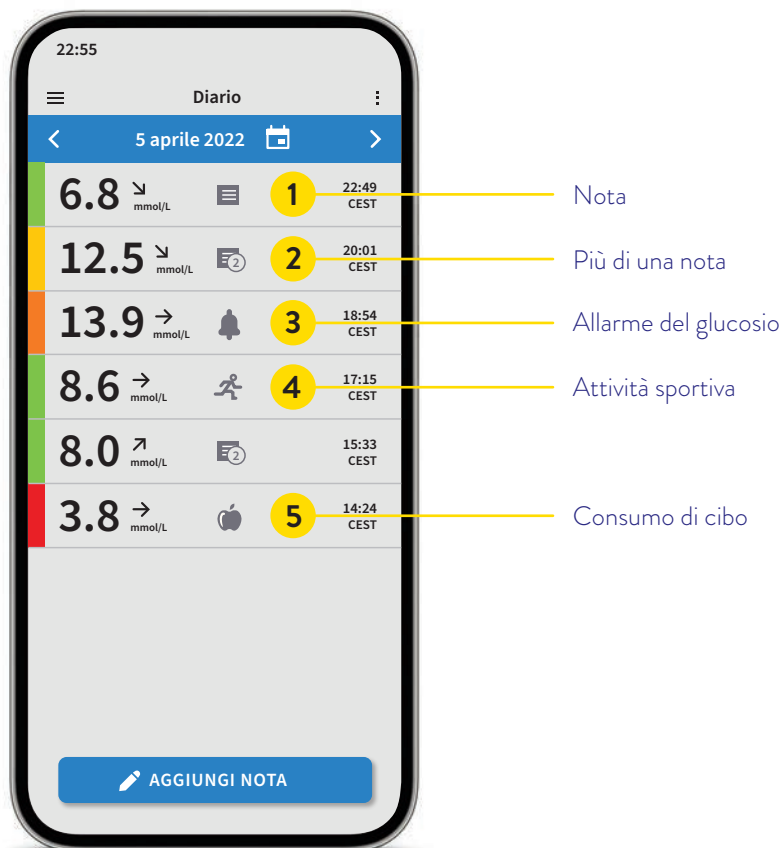 22:55
Diario
5 aprile 2022
6.8 mmol/L 1 22:49 CEST Nota
12.5 mmol/L 2 2 20:01 CEST Più di una nota
13.9 mmol/L 3 18:54 CEST Allarme del glucosio
8.6 mmol/L 4 17:15 CEST Attività sportiva
8.0 mmol/L 2 15:33 CEST
3.8 mmol/L 5 14:24 CEST Consumo di cibo
AGGIUNGI NOTA